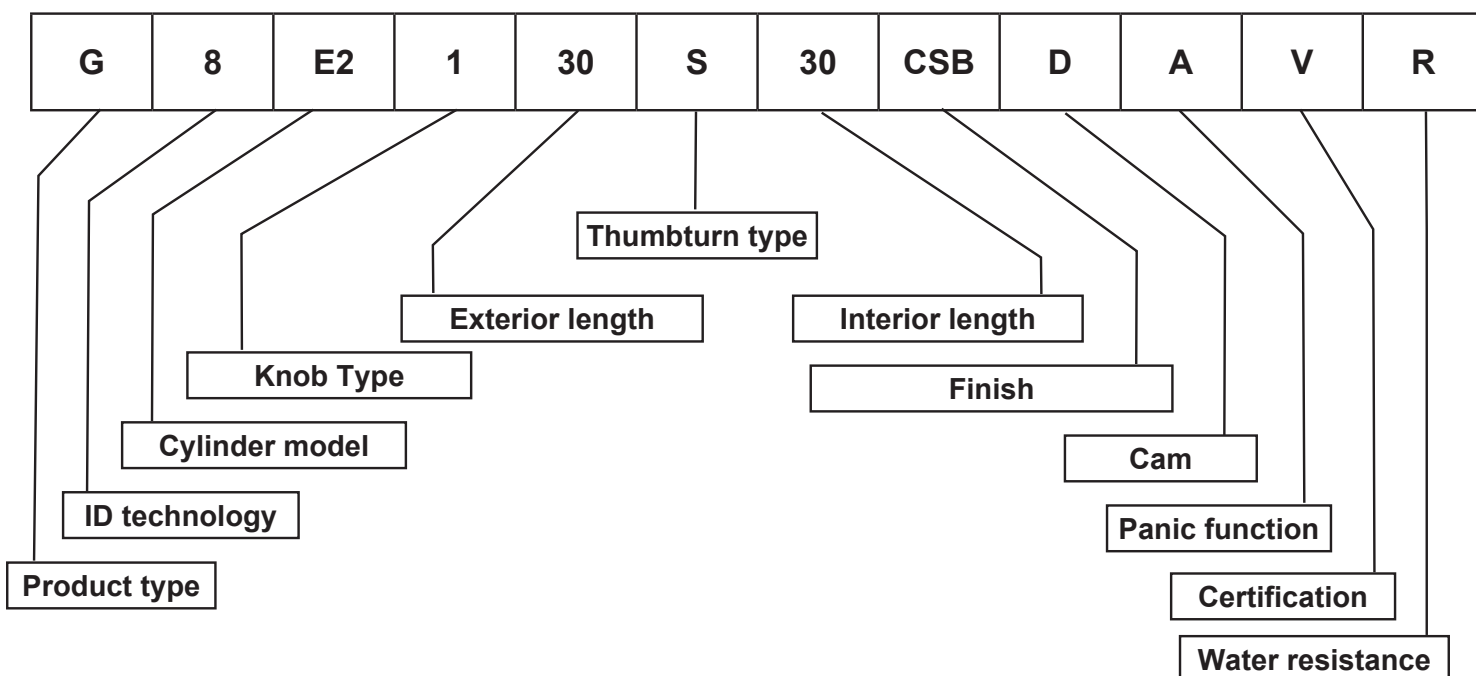 G 8 E2 1 30 S 30 CSB D A V R
Thumbturn type
Exterior length
Interior length
Knob Type
Finish
Cylinder model
Cam
ID technology
Panic function
Product type
Certification
Water resistance